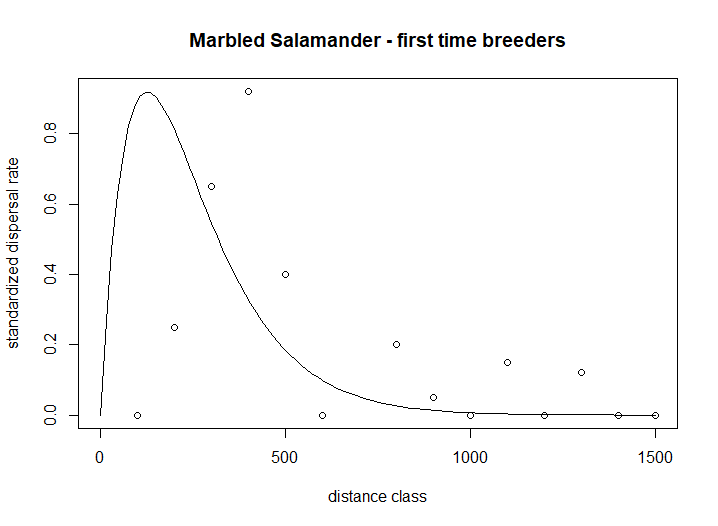 Marbled Salamander - first time breeders
standardized dispersal rate
0.8
0.6
0.4
0.2
0.0
0 500 1000 1500
distance class